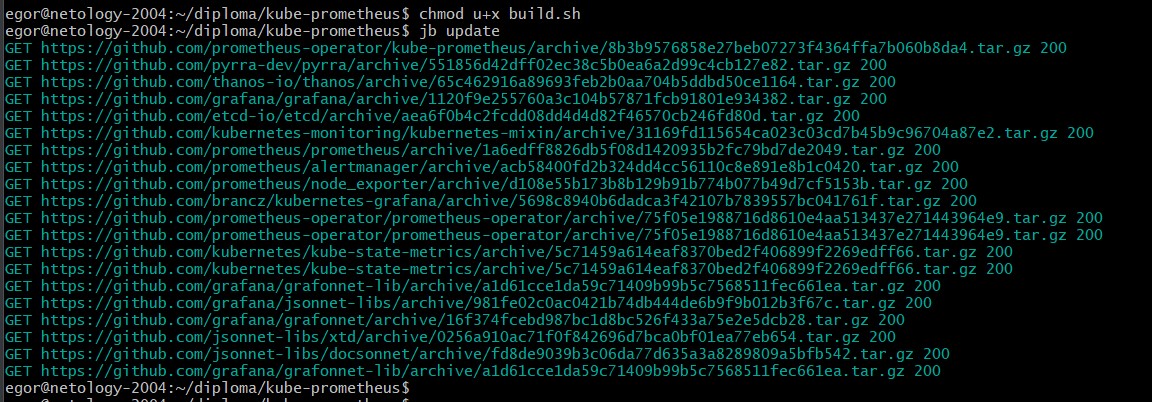 egor@netology-2004:~/diploma/kube-prometheus$ chmod u+x build.sh
egor@netology-2004:~/diploma/kube-prometheus$ jb update
GET https://github.com/prometheus-operator/kube-prometheus/archive/8b3b9576858e27beb07273f4364ffa7b060b8da4.tar.gz 200
GET https://github.com/pyrra-dev/pyrra/archive/551856d42dff02ec38c5b0ea6a2d99c4cb127e82.tar.gz 200
GET https://github.com/thanos-io/thanos/archive/65c462916a89693feb2b0aa704b5ddbd50ce1164.tar.gz 200
GET https://github.com/grafana/grafana/archive/1120f9e255760a3c104b57871fcb91801e934382.tar.gz 200
GET https://github.com/etcd-io/etcd/archive/aea6f0b4c2fcdd08dd4d4d82f46570cb246fd80d.tar.gz 200
GET https://github.com/kubernetes-monitoring/kubernetes-mixin/archive/31169fd115654ca023c03cd7b45b9c96704a87e2.tar.gz 200
GET https://github.com/prometheus/prometheus/archive/1a6edff8826db5f08d1420935b2fc79bd7de2049.tar.gz 200
GET https://github.com/prometheus/alertmanager/archive/acb58400fd2b324dd4cc56110c8e891e8b1c0420.tar.gz 200
GET https://github.com/prometheus/node_exporter/archive/d108e55b173b8b129b91b774b077b49d7cf5153b.tar.gz 200
GET https://github.com/brancz/kubernetes-grafana/archive/5698c8940b6dadca3f42107b7839557bc041761f.tar.gz 200
GET https://github.com/prometheus-operator/prometheus-operator/archive/75f05e1988716d8610e4aa513437e271443964e9.tar.gz 200
GET https://github.com/prometheus-operator/prometheus-operator/archive/75f05e1988716d8610e4aa513437e271443964e9.tar.gz 200
GET https://github.com/kubernetes/kube-state-metrics/archive/5c71459a614eaf8370bed2f406899f2269edff66.tar.gz 200
GET https://github.com/kubernetes/kube-state-metrics/archive/5c71459a614eaf8370bed2f406899f2269edff66.tar.gz 200
GET https://github.com/grafana/grafonnet-lib/archive/a1d61cce1da59c71409b99b5c7568511fec661ea.tar.gz 200
GET https://github.com/grafana/jsonnet-libs/archive/981fe02c0ac0421b74db444de6b9f9b012b3f67c.tar.gz 200
GET https://github.com/grafana/grafonnet/archive/16f374fcebd987bc1d8bc526f433a75e2e5dcb28.tar.gz 200
GET https://github.com/jsonnet-libs/xtd/archive/0256a910ac71f0f842696d7bca0bf01ea77eb654.tar.gz 200
GET https://github.com/jsonnet-libs/docsonnet/archive/fd8de9039b3c06da77d635a3a8289809a5bfb542.tar.gz 200
GET https://github.com/grafana/grafonnet-lib/archive/a1d61cce1da59c71409b99b5c7568511fec661ea.tar.gz 200
egor@netology-2004:~/diploma/kube-prometheus$